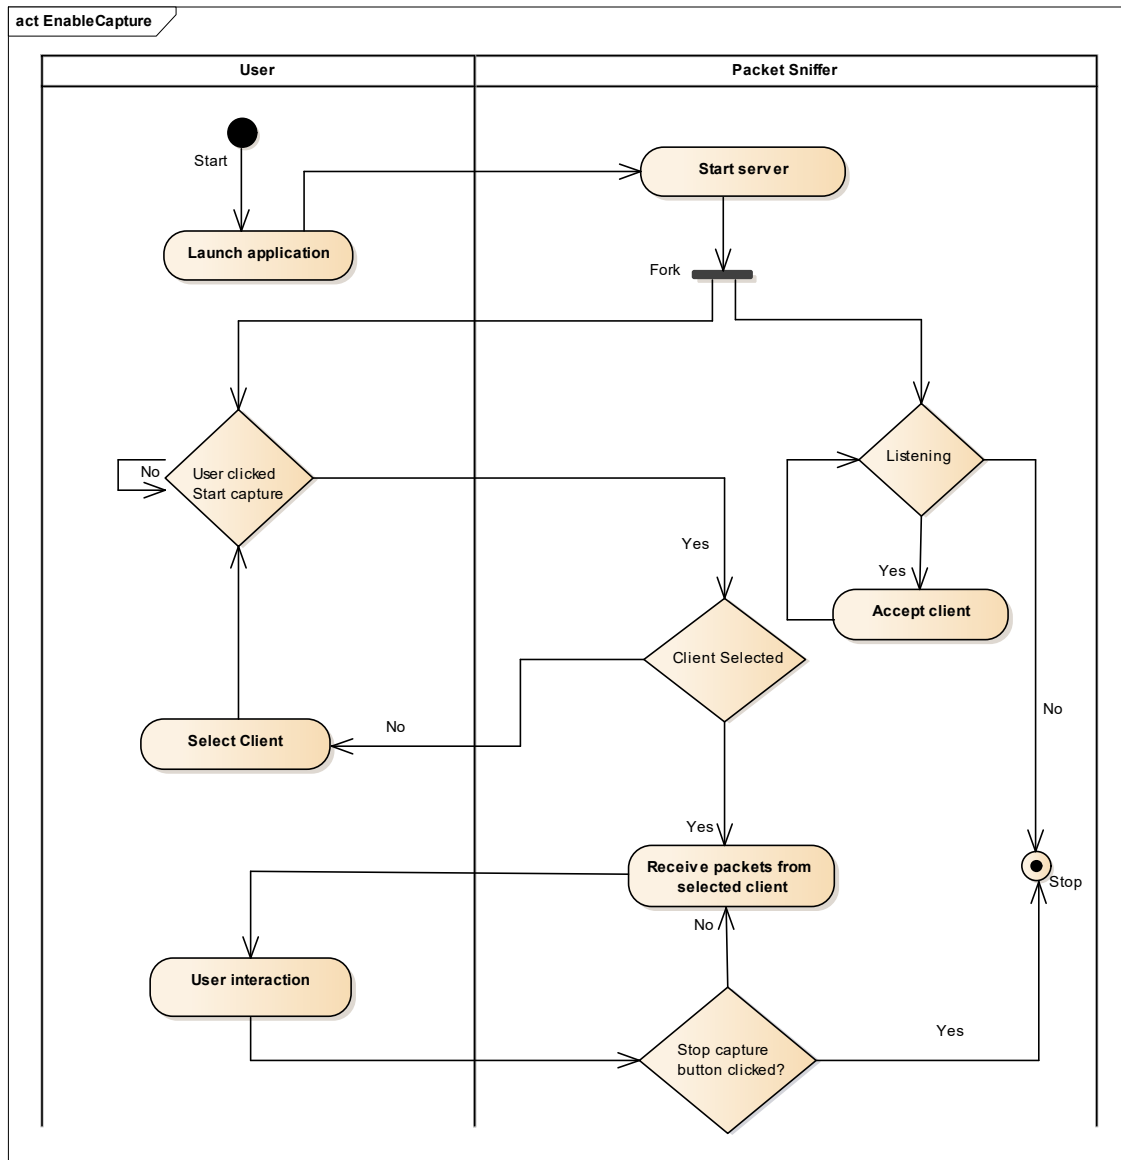 act EnableCapture
User
Packet Sniffer
Start
Start server
Launch application
Fork
User clicked
Start capture
No
Listening
Yes
Yes
Accept client
Client Selected
No
No
Select Client
Yes
Receive packets from
selected client
Stop
No
User interaction
Yes
Stop capture
button clicked?